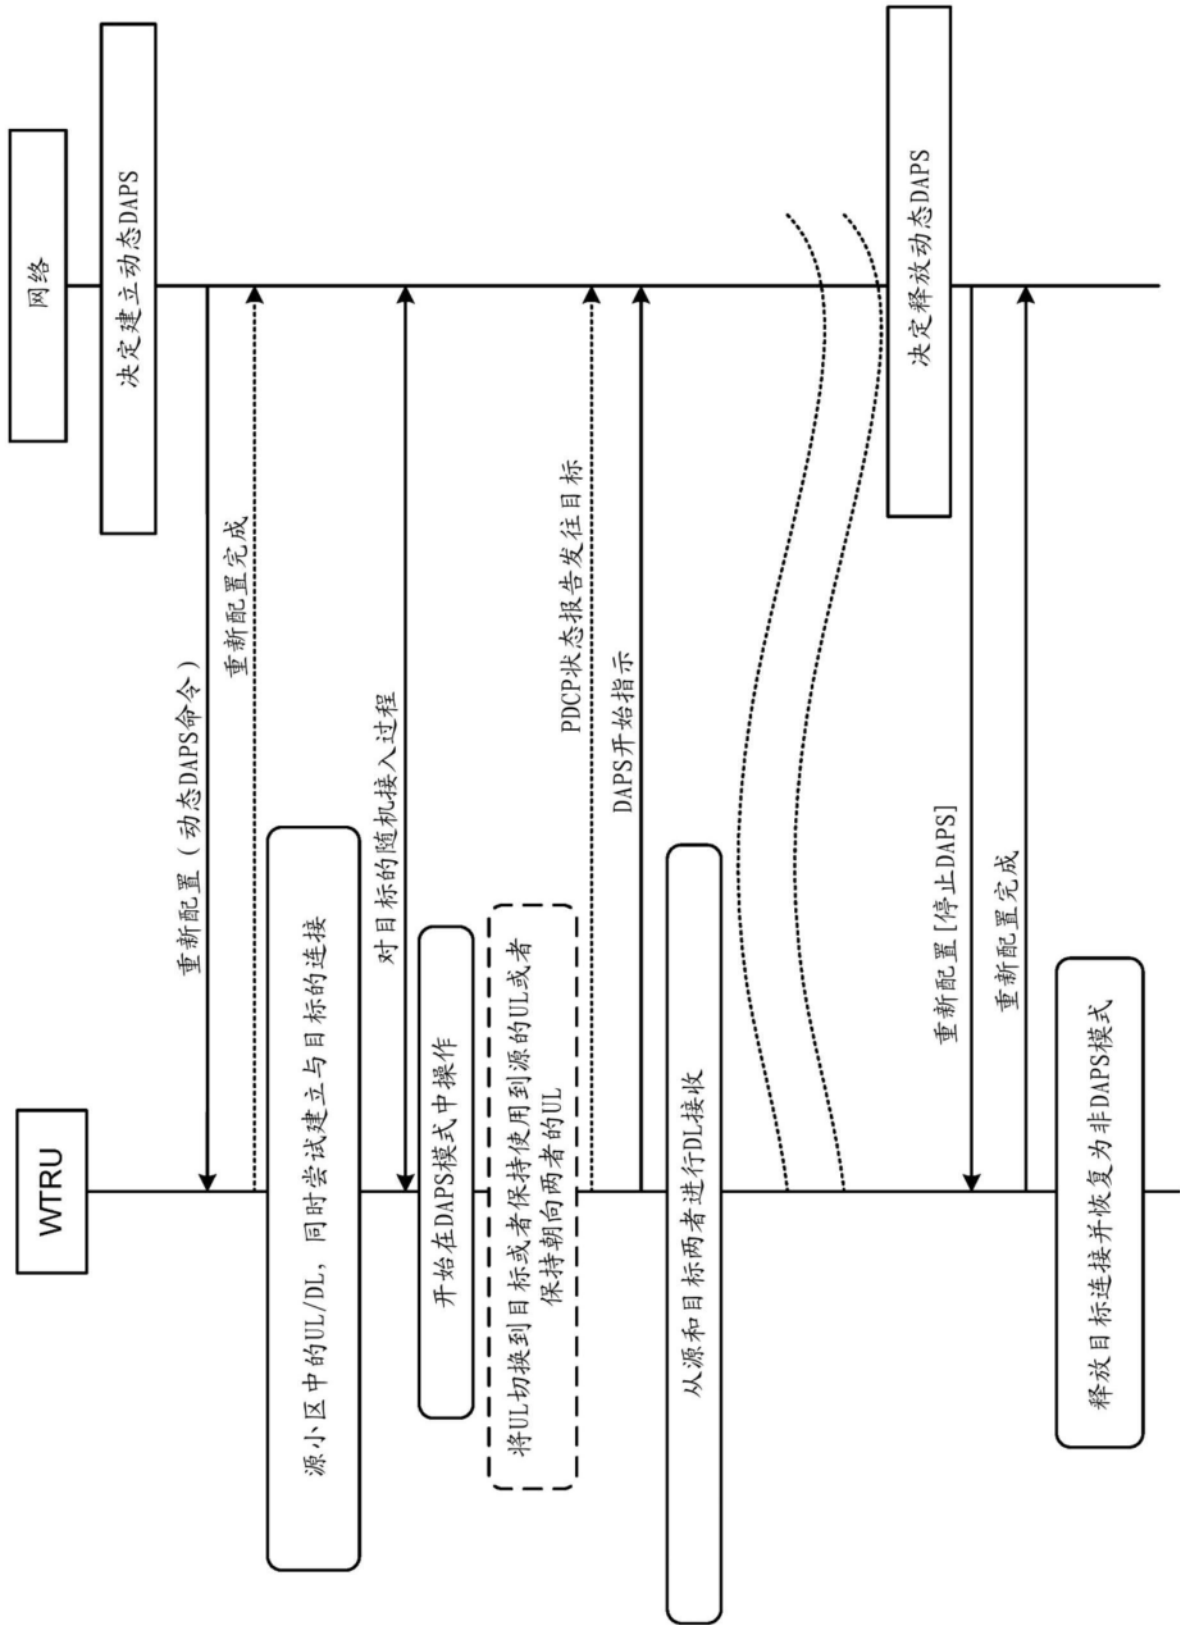 WTRU
网络
决定建立动态DAPS
重新配置（动态DAPS命令）
重新配置完成
源小区中的UL/DL，同时尝试建立与目标的连接
对目标的随机接入过程
开始在DAPS模式中操作
将UL切换到目标或者保持使用到源的UL或者
保持朝向两者的UL
PDCP状态报告发往目标
DAPS开始指示
从源和目标两者进行DL接收
决定释放动态DAPS
重新配置[停止DAPS]
重新配置完成
释放目标连接并恢复为非DAPS模式